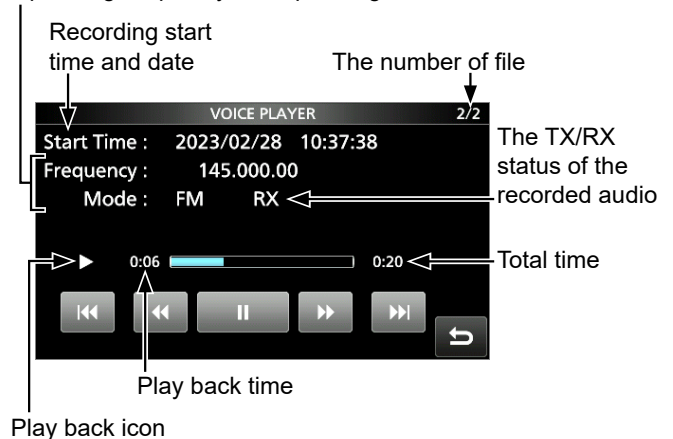 Recording start
time and date
The number of file
VOICE PLAYER 2/2
Start Time : 2023/02/28 10:37:38
Frequency : 145.000.00
Mode : FM RX
The TX/RX
status of the
recorded audio
0:06 0:20
Total time
Play back time
Play back icon